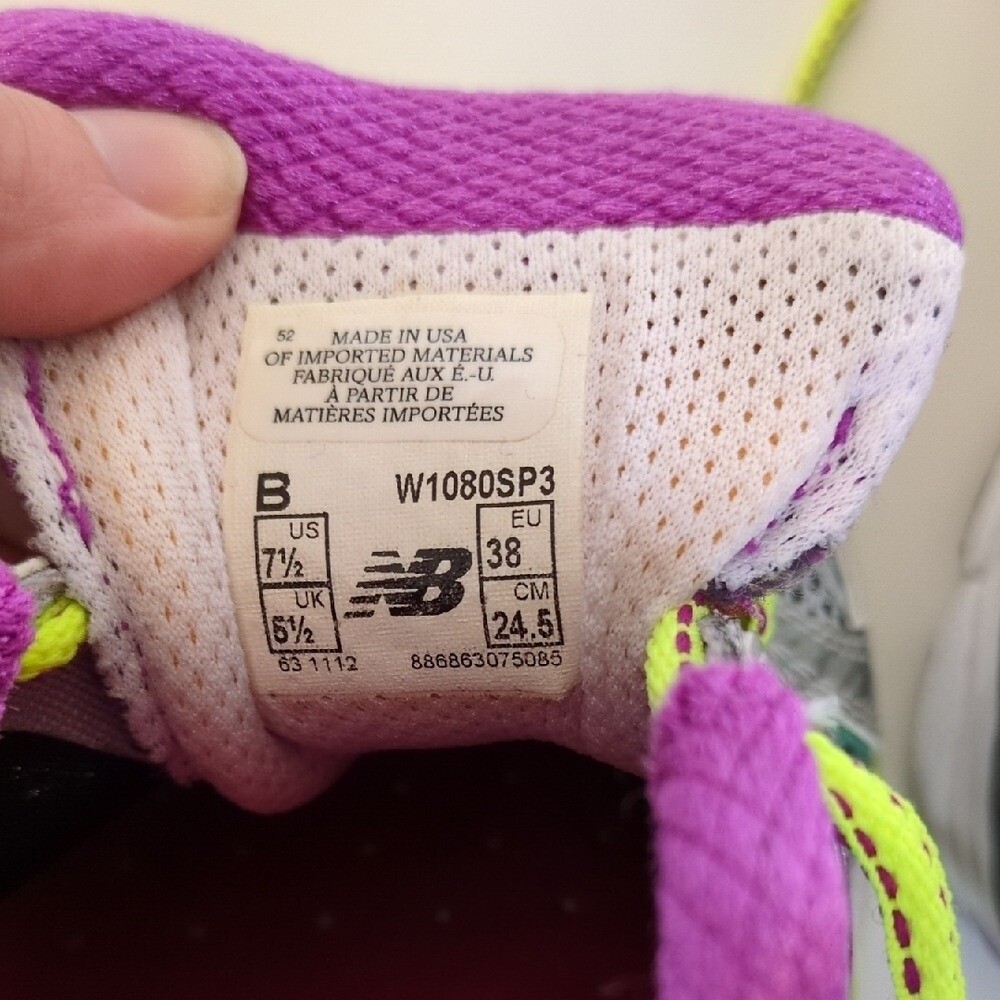 52 MADE IN USA
OF IMPORTED MATERIALS
FABRIQUÉ AUX É.-U.
À PARTIR DE
MATIÈRES IMPORTÉES
B W1080SP3
US
7½
UK
5½
NB
EU
38
CM
24.5
63 1112 886863075085